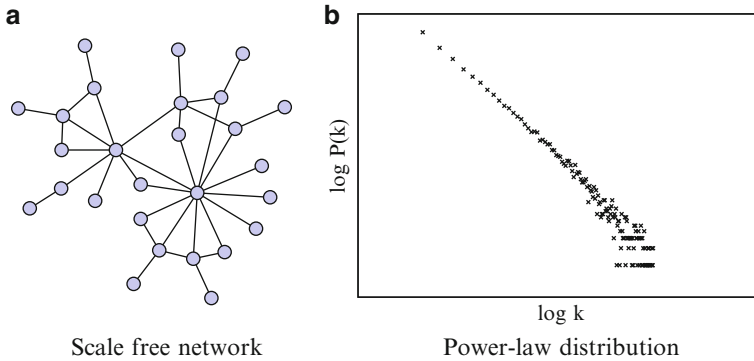 a
b
log P(k)
log k
Scale free network
Power-law distribution